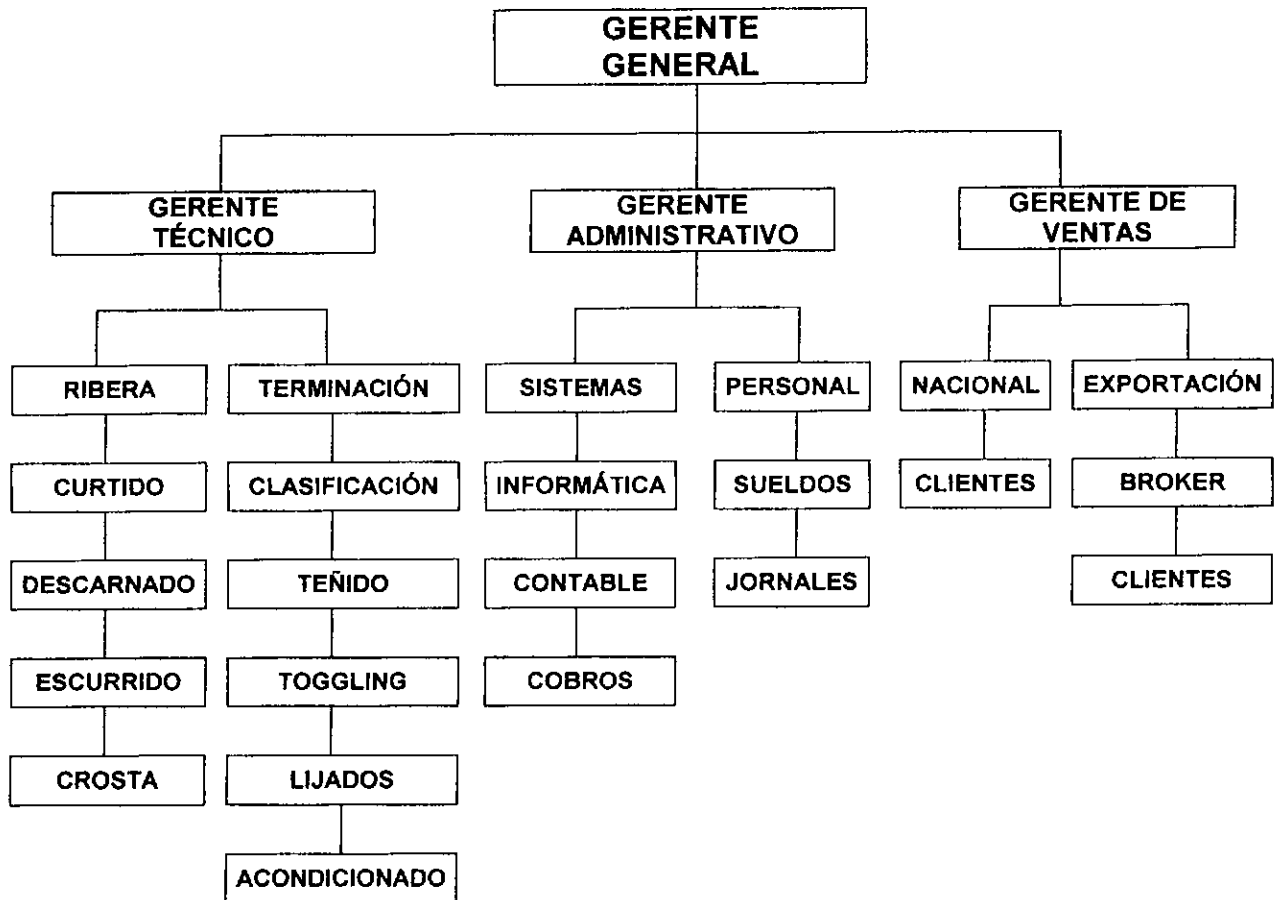 GERENTE
GENERAL
GERENTE
TÉCNICO
GERENTE
ADMINISTRATIVO
GERENTE DE
VENTAS
RIBERA
TERMINACIÓN
SISTEMAS
PERSONAL
NACIONAL
EXPORTACIÓN
CURTIDO
CLASIFICACIÓN
INFORMÁTICA
SUELDOS
CLIENTES
BROKER
DESCARNADO
TEÑIDO
CONTABLE
JORNALES
CLIENTES
ESCURRIDO
TOGGLING
COBROS
CROSTA
LIJADOS
ACONDICIONADO